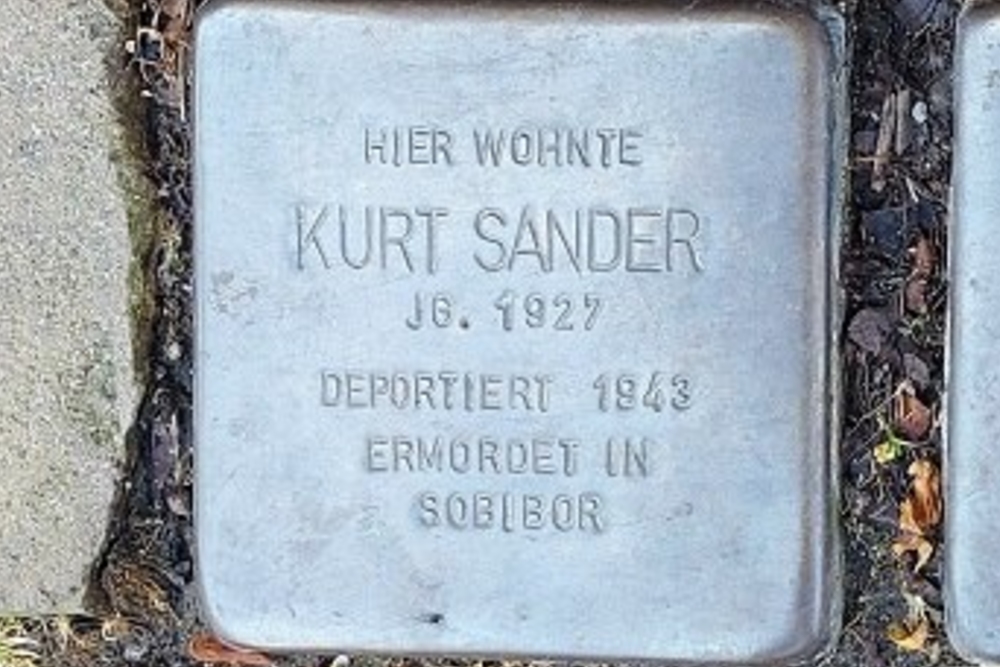 HIER WOHNTE
KURT SANDER
JG. 1927
DEPORTIERT 1943
ERMORDET IN
SOBIBOR